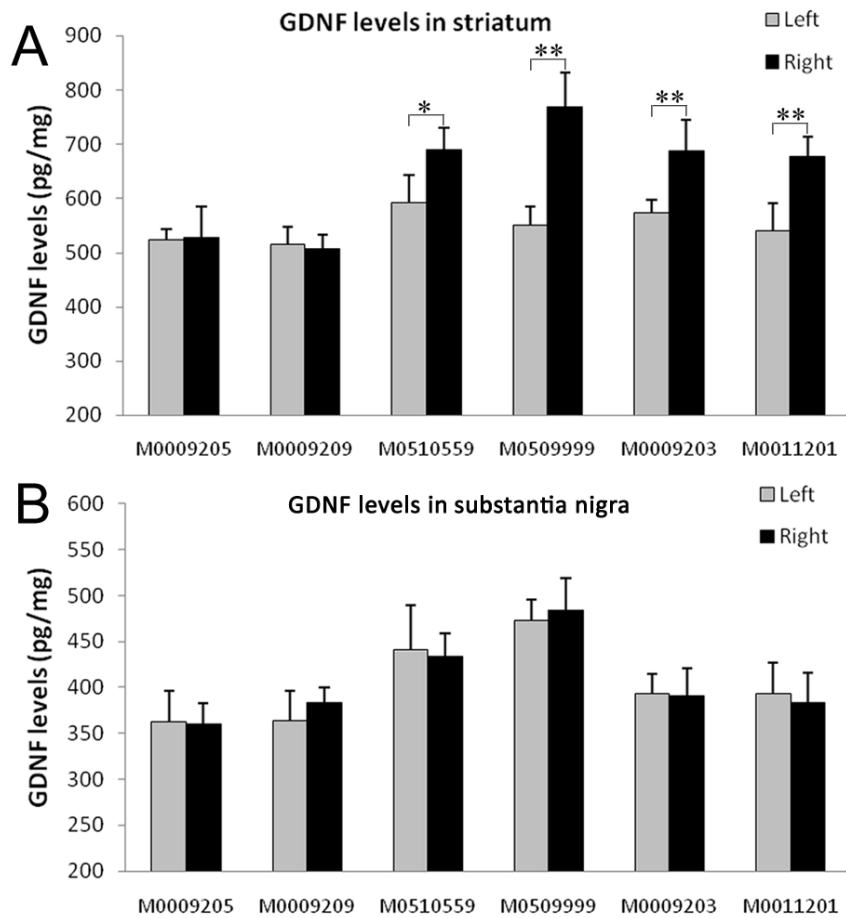 A
GDNF levels in striatum
Left
Right
GDNF levels (pg/mg)
900
800
700
600
500
400
300
200
* ** ** **
M0009205 M0009209 M0510559 M0509999 M0009203 M0011201
B
GDNF levels in substantia nigra
Left
Right
GDNF levels (pg/mg)
600
550
500
450
400
350
300
250
200
M0009205 M0009209 M0510559 M0509999 M0009203 M0011201